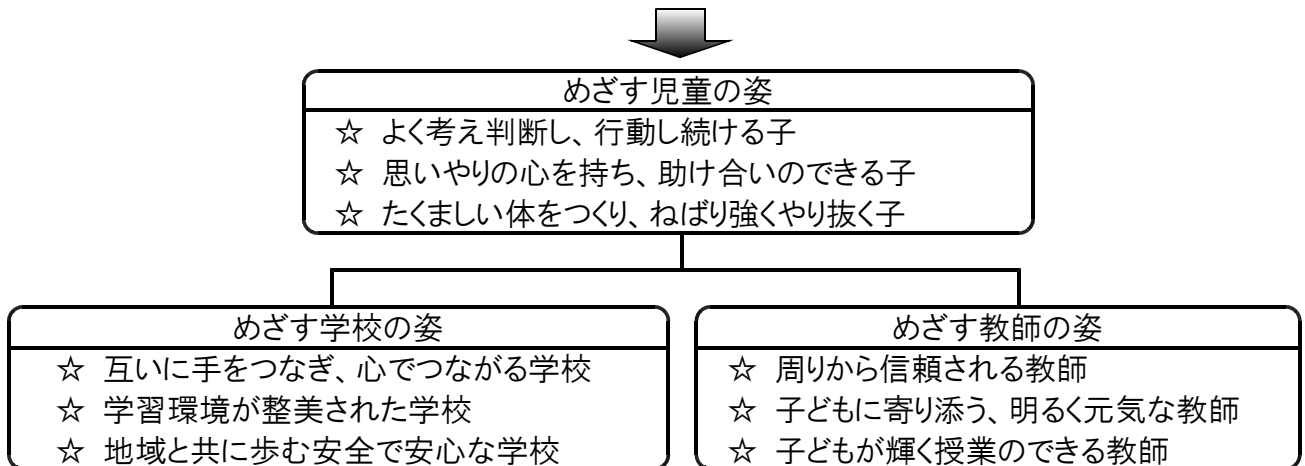 めざす児童の姿
☆ よく考え判断し、行動し続ける子
☆ 思いやりの心を持ち、助け合いのできる子
☆ たくましい体をつくり、ねばり強くやり抜く子
めざす学校の姿
☆ 互いに手をつなぎ、心でつながる学校
☆ 学習環境が整美された学校
☆ 地域と共に歩む安全で安心な学校
めざす教師の姿
☆ 周りから信頼される教師
☆ 子どもに寄り添う、明るく元気な教師
☆ 子どもが輝く授業のできる教師